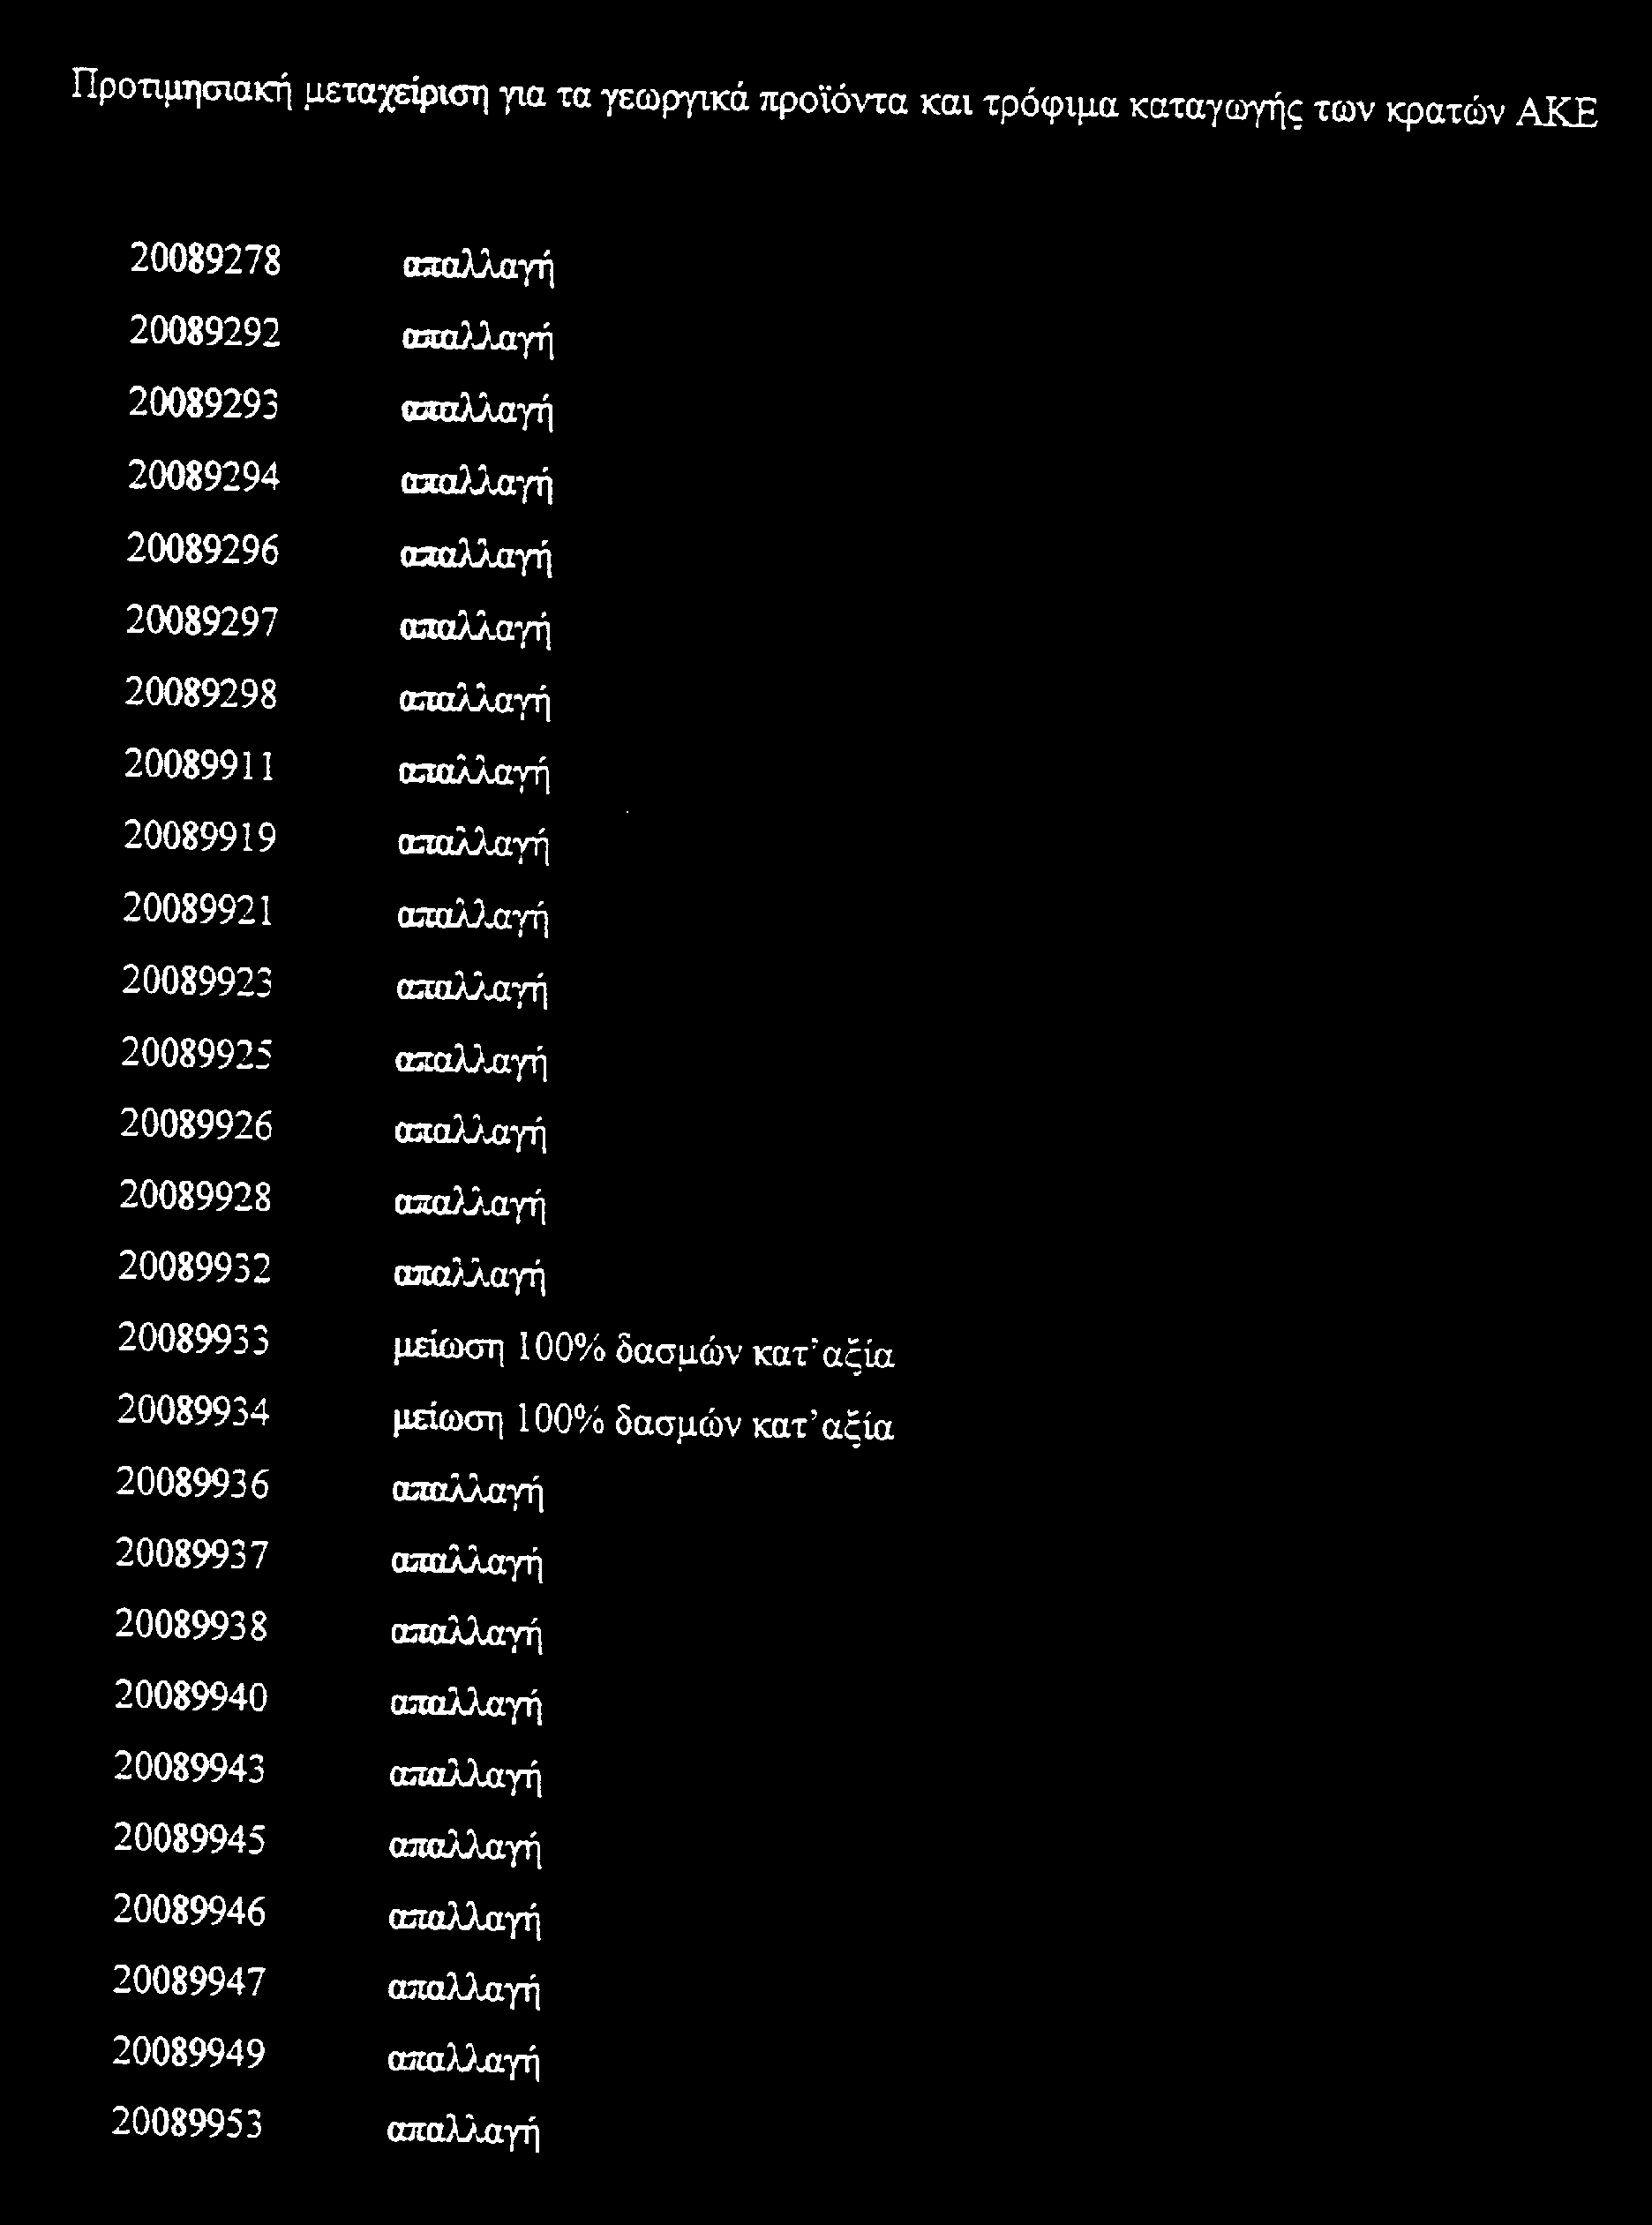 Προτιμησιακή μεταχείριση για τα γεωργικά προϊόντα και τρόφιμα καταγωγής των κρατών ΑΚΕ
20089278 απαλλαγή
20089292 απαλλαγή
20089293 απαλλαγή
20089294 απαλλαγή
20089296 απαλλαγή
20089297 απαλλαγή
20089298 απαλλαγή
20089911 απαλλαγή
20089919 απαλλαγή
20089921 απαλλαγή
20089923 απαλλαγή
20089925 απαλλαγή
20089926 απαλλαγή
20089928 απαλλαγή
20089932 απαλλαγή
20089933 μείωση 100% δασμών κατ’αξία
20089934 μείωση 100% δασμών κατ’αξία
20089936 απαλλαγή
20089937 απαλλαγή
20089938 απαλλαγή
20089940 απαλλαγή
20089943 απαλλαγή
20089945 απαλλαγή
20089946 απαλλαγή
20089947 απαλλαγή
20089949 απαλλαγή
20089953 απαλλαγή